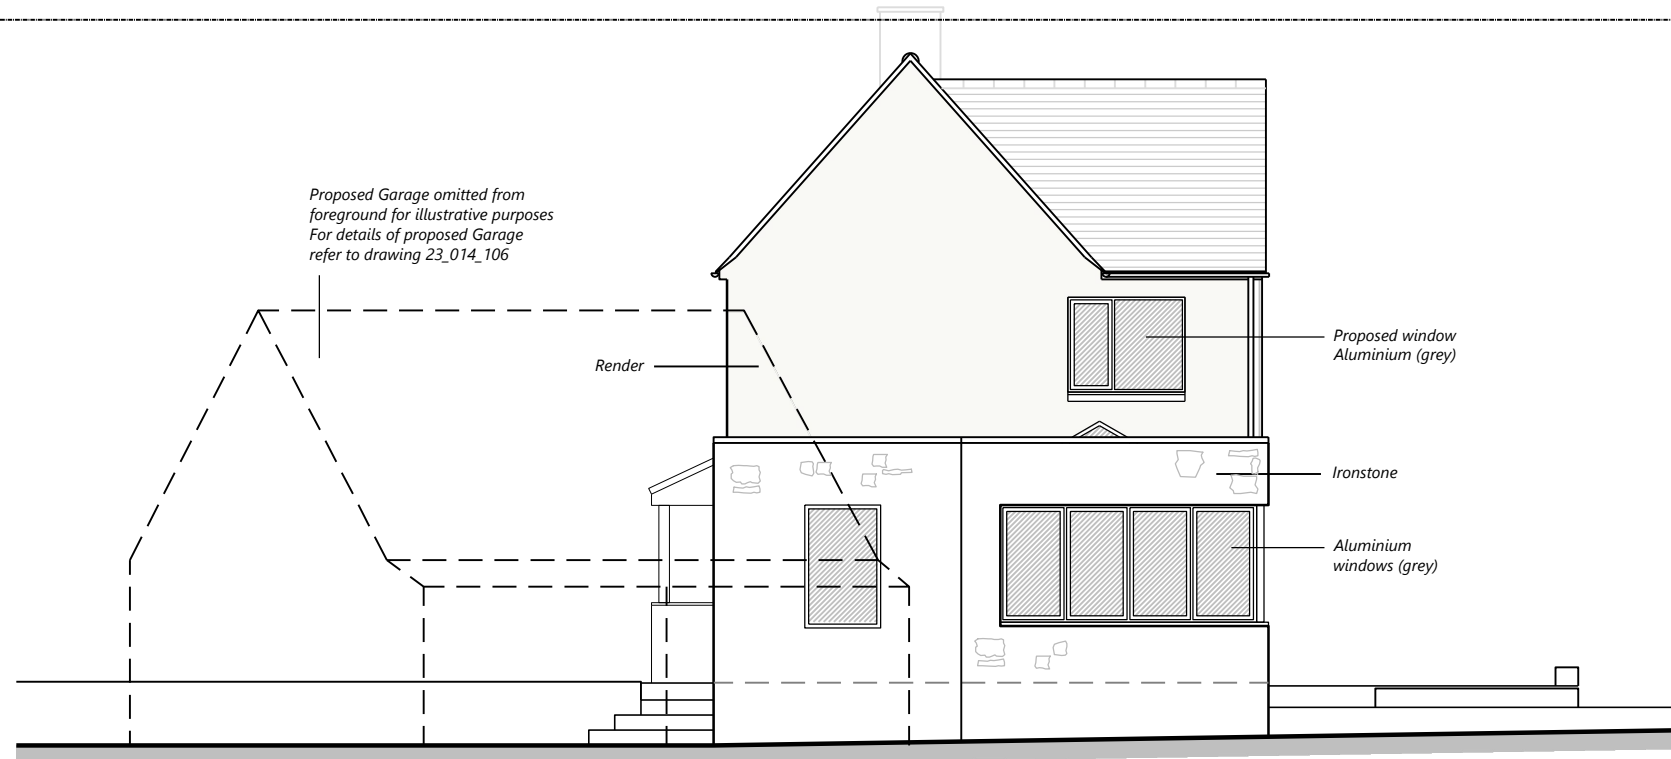 Proposed Garage omitted from
foreground for illustrative purposes
For details of proposed Garage
refer to drawing 23_014_106
Render
Proposed window
Aluminium (grey)
Ironstone
Aluminium
windows (grey)